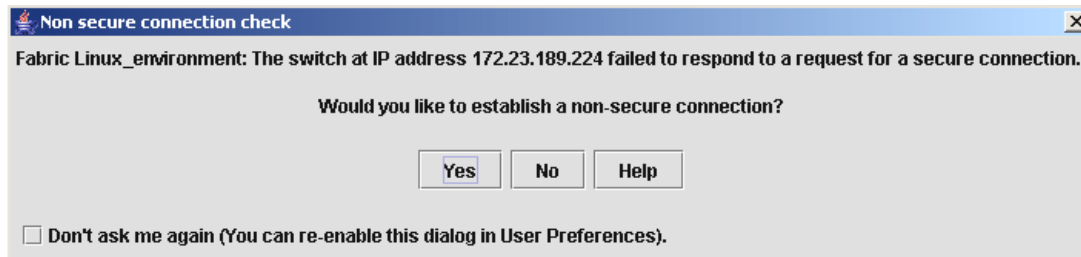 Non secure connection check
Fabric Linux_environment: The switch at IP address 172.23.189.224 failed to respond to a request for a secure connection.
Would you like to establish a non-secure connection?
Yes No Help
Don't ask me again (You can re-enable this dialog in User Preferences).